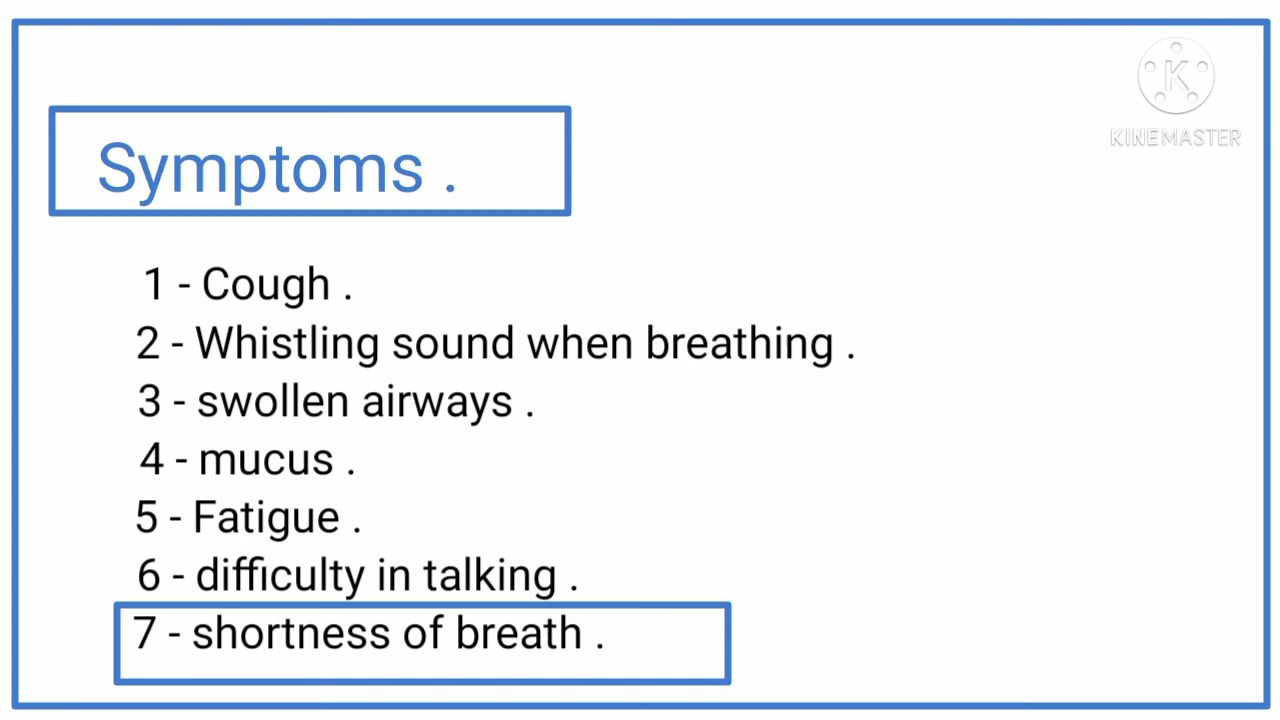 K
KINEMASTER
Symptoms .
1 - Cough .
2 - Whistling sound when breathing .
3 - swollen airways .
4 - mucus .
5 - Fatigue .
6 - difficulty in talking .
7 - shortness of breath .